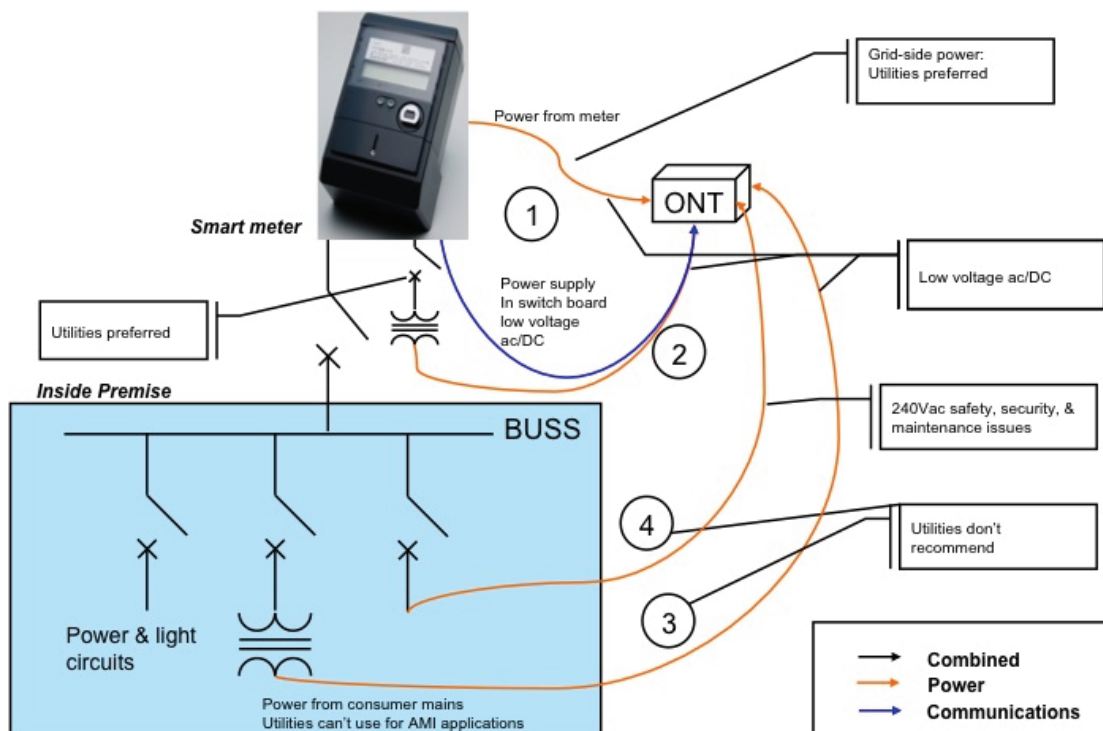 Grid-side power:
Utilities preferred
Power from meter
ONT
1
Smart meter
Low voltage ac/DC
Power supply
In switch board
low voltage
ac/DC
Utilities preferred
2
Inside Premise
240Vac safety, security, &
maintenance issues
BUSS
4
Utilities don't
recommend
3
Power & light
circuits
Combined
Power
Communications
Power from consumer mains
Utilities can't use for AMI applications